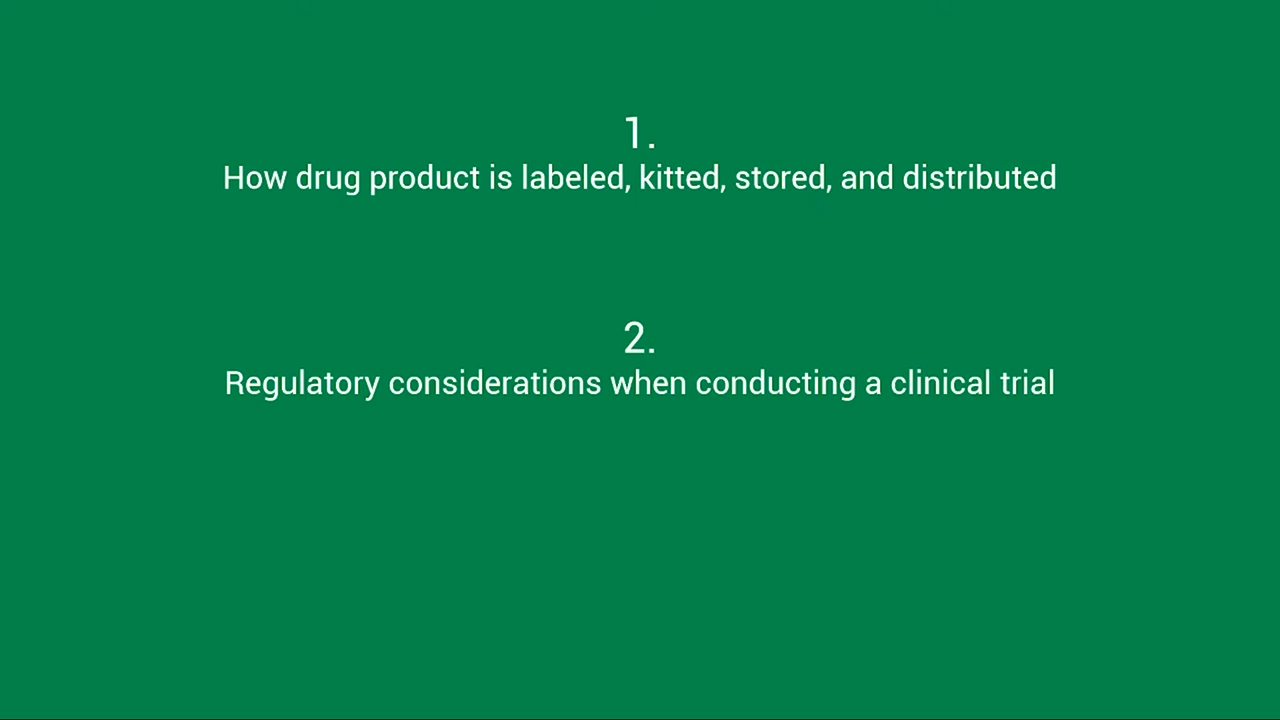 1.
How drug product is labeled, kitted, stored, and distributed
2.
Regulatory considerations when conducting a clinical trial